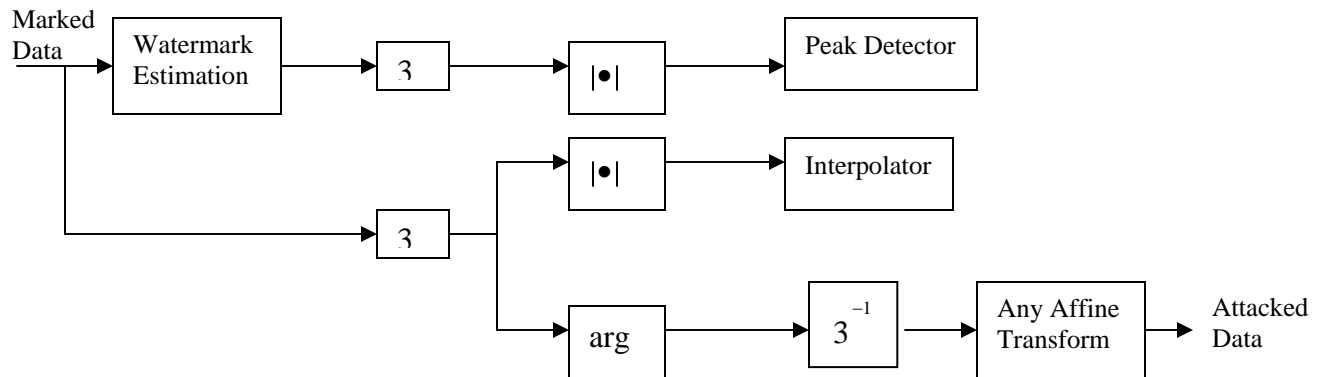 Marked
Data
Watermark
Estimation
3
|●|
Peak Detector
|●|
Interpolator
3
arg
3⁻¹
Any Affine
Transform
Attacked
Data